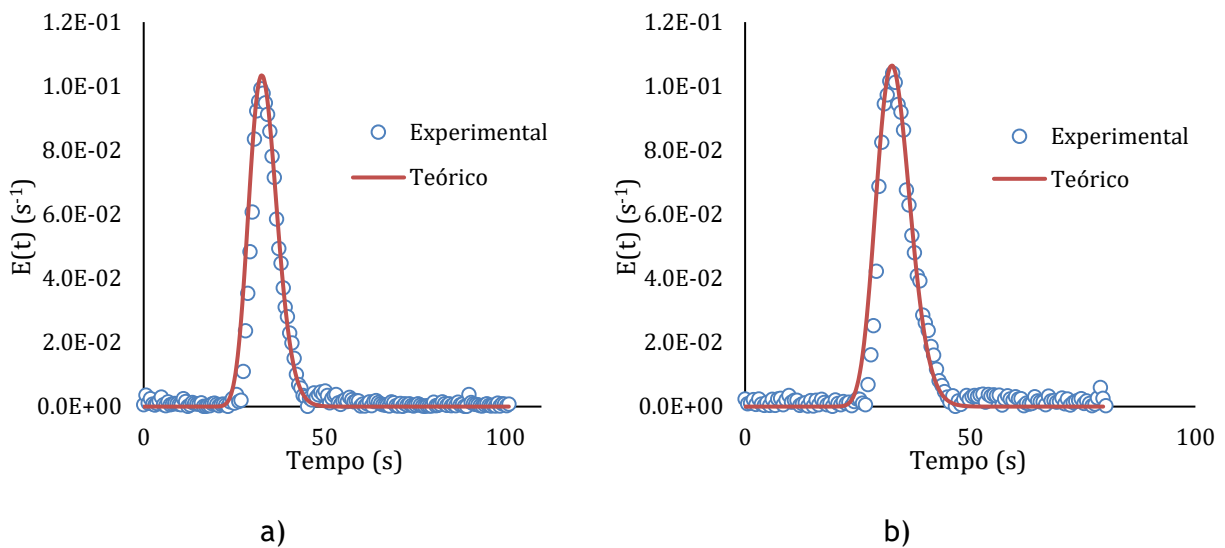 1.2E-01
1.0E-01
8.0E-02
6.0E-02
4.0E-02
2.0E-02
0.0E+00
E(t) (s-1)
0
50
100
Tempo (s)
Experimental
Teórico
a)
1.2E-01
1.0E-01
8.0E-02
6.0E-02
4.0E-02
2.0E-02
0.0E+00
E(t) (s-1)
0
50
100
Tempo (s)
Experimental
Teórico
b)